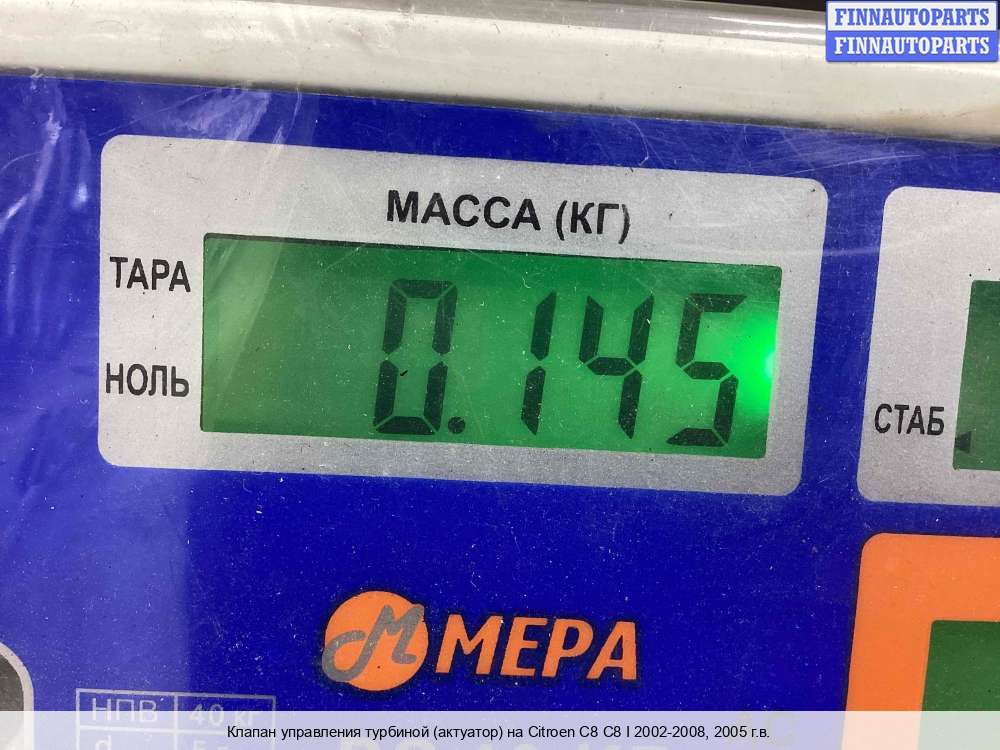 FINNAUTOPARTS
FINNAUTOPARTS
МАССА (КГ)
ТАРА
0.145
НОЛЬ
СТАБ
МЕРА
НПВ 40 кг
Клапан управления турбиной (актуатор) на Citroen C8 C8 I 2002-2008, 2005 г.в.